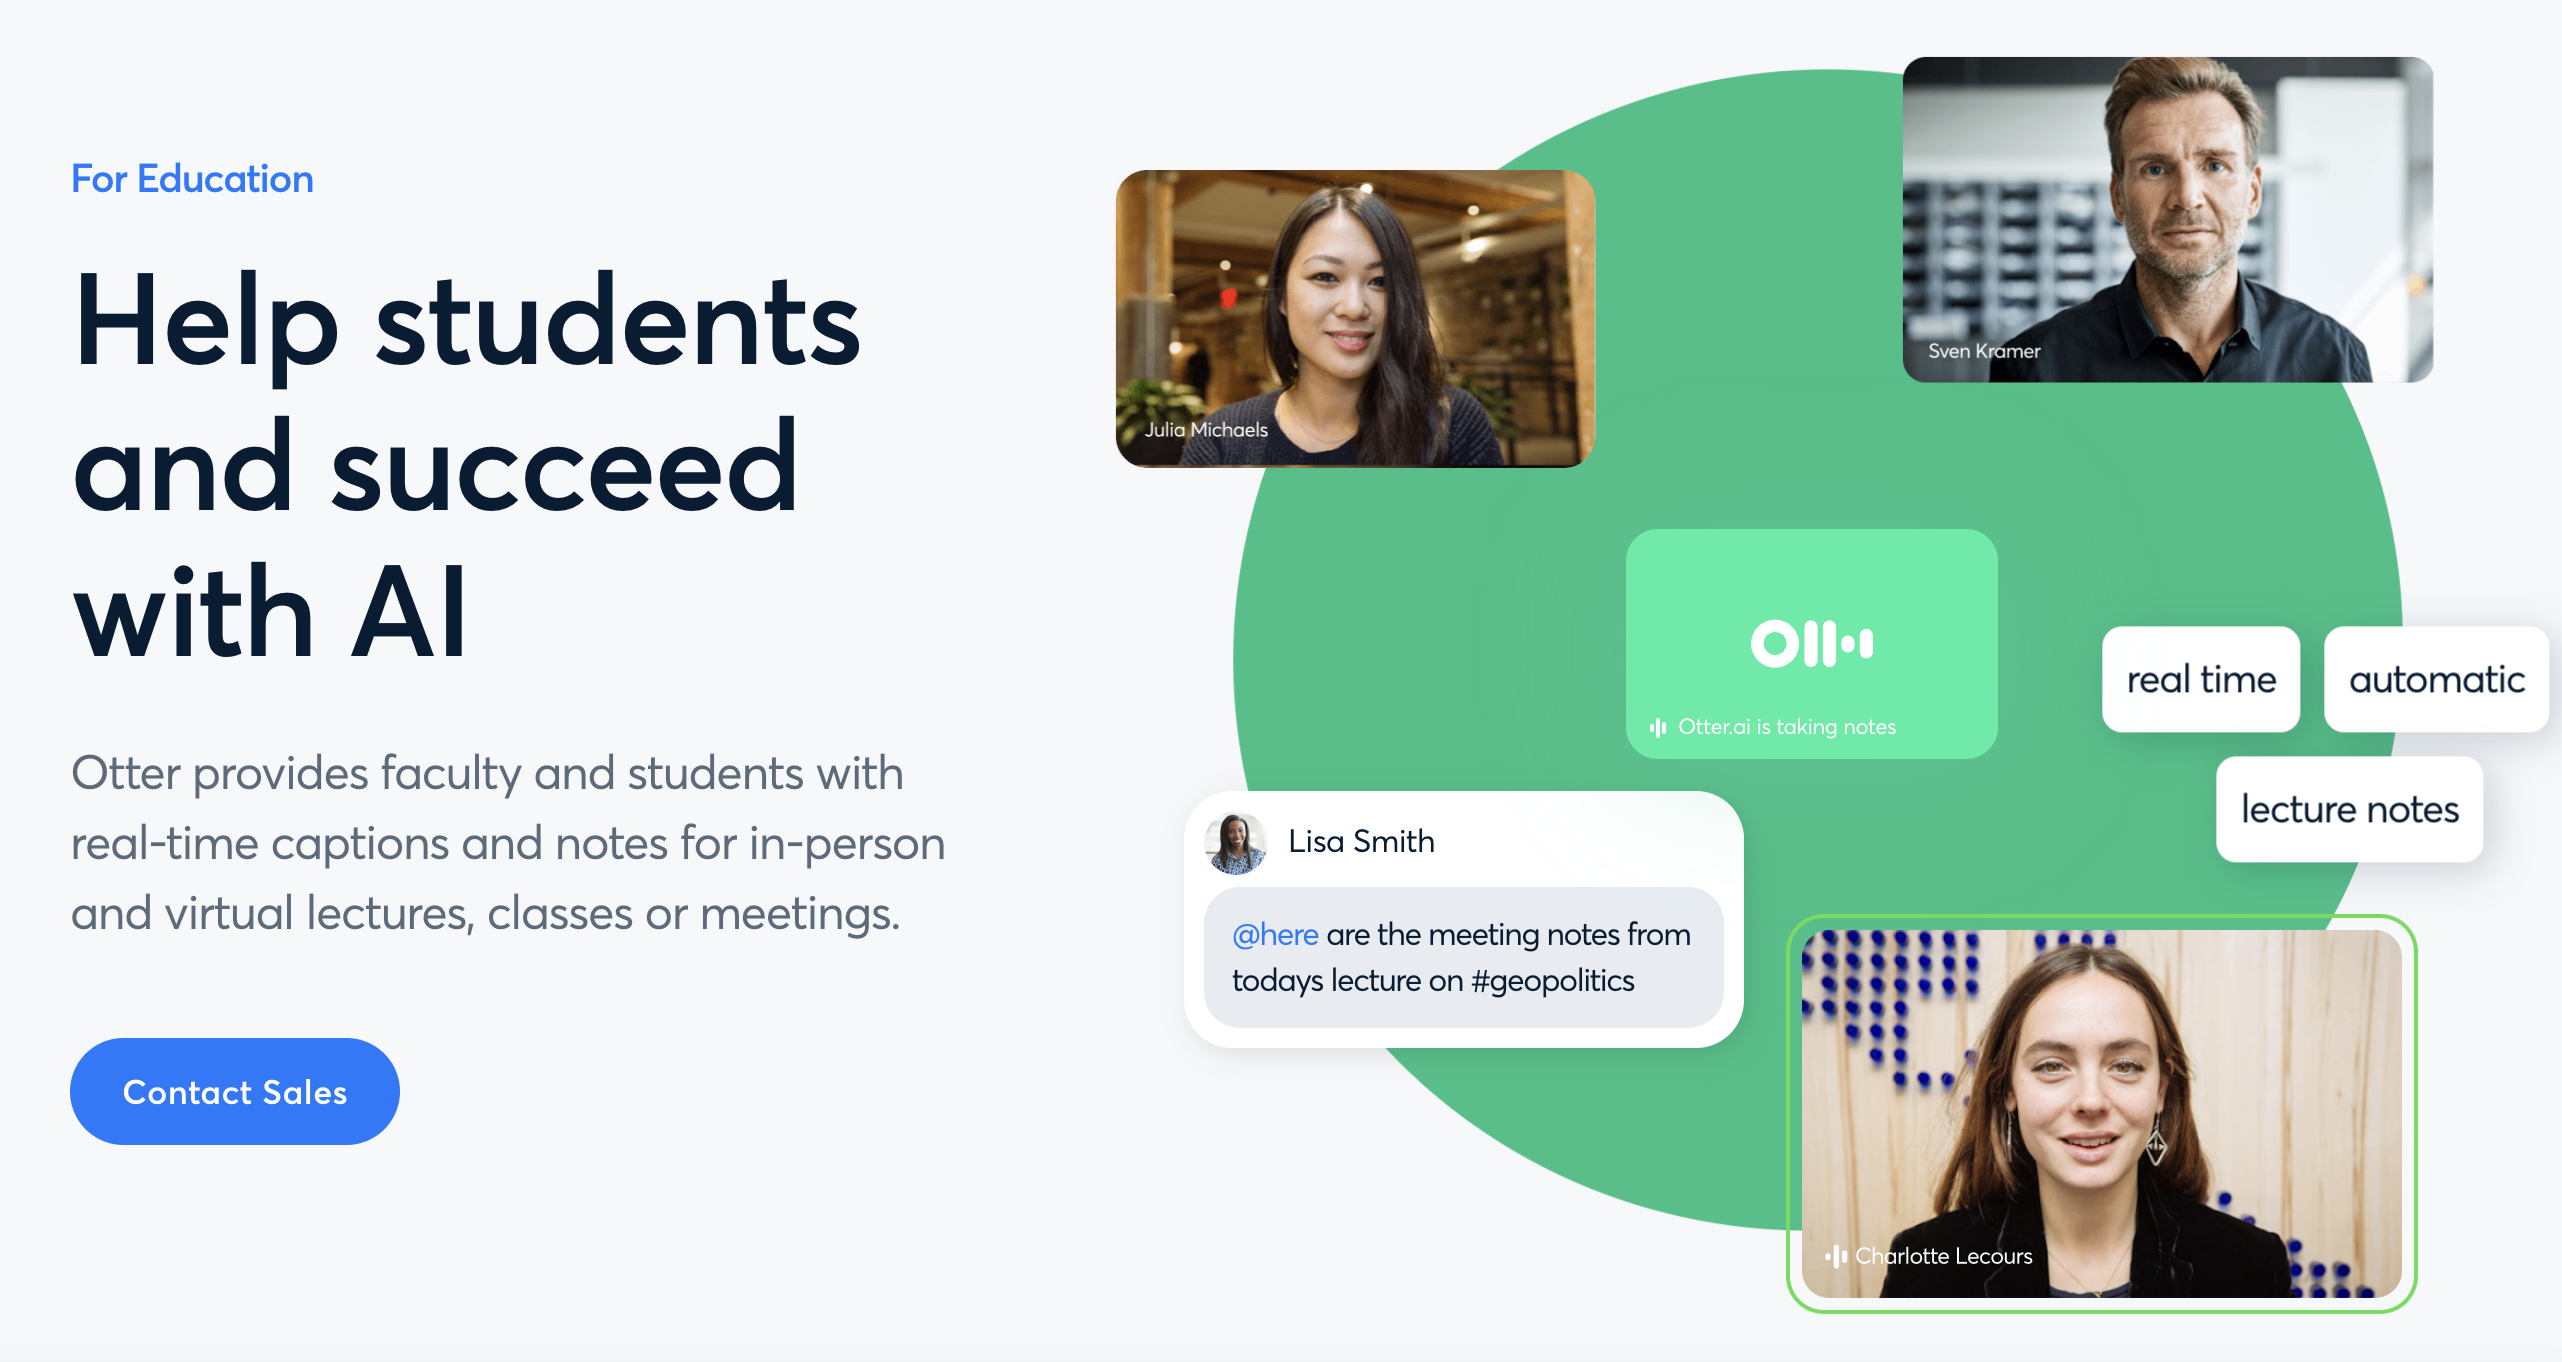 For Education
Help students
and succeed
with AI
Otter provides faculty and students with
real-time captions and notes for in-person
and virtual lectures, classes or meetings.
Contact Sales
Sven Kramer
Julia Michaels
Otter.ai is taking notes
real time
automatic
lecture notes
Lisa Smith
@here are the meeting notes from
todays lecture on #geopolitics
Charlotte Lecours